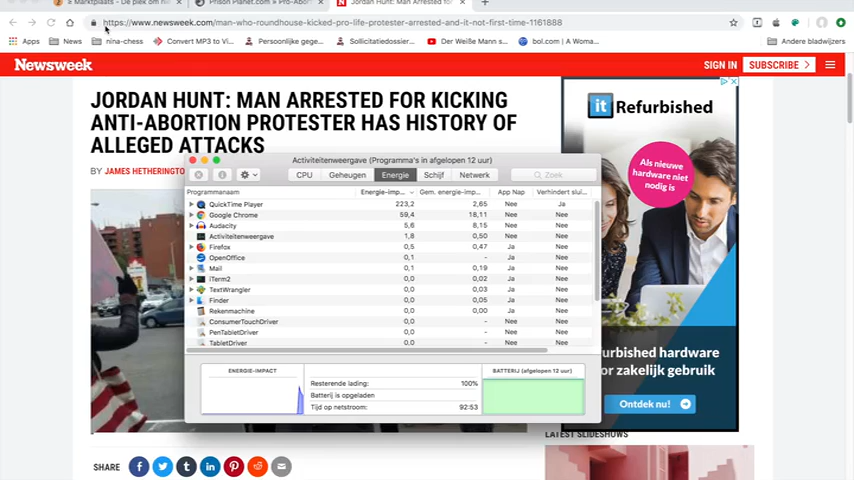 Marktplaats - De plek om n
Prison Planet.com » Pro-Abor
Jordan Hunt: Man Arrested for
https://www.newsweek.com/man-who-roundhouse-kicked-pro-life-protester-arrested-and-it-not-first-time-1161888
Apps News nina-chess Convert MP3 to Vi... Persoonlijke gege... Sollicitatiedossier... Der Weiße Mann s... bol.com | A Woma... Andere bladwijzers
Newsweek SIGN IN SUBSCRIBE >
JORDAN HUNT: MAN ARRESTED FOR KICKING
ANTI-ABORTION PROTESTER HAS HISTORY OF
ALLEGED ATTACKS
BY JAMES HETHERINGTO
it Refurbished
Als nieuwe
hardware niet
nodig is
Activiteitenweergave (Programma's in afgelopen 12 uur)
CPU Geheugen Energie Schijf Netwerk Zoek
Programmanaam Energie-imp... Gem. energie-imp... App Nap Verhindert slui...
QuickTime Player 223,2 2,65 Nee Ja
Google Chrome 59,4 18,11 Nee Nee
Audacity 5,6 8,15 Nee Nee
Activiteitenweergave 1,8 0,50 Nee Nee
Firefox 0,5 0,47 Ja Nee
OpenOffice 0,1 - Ja Nee
Mail 0,1 0,19 Ja Nee
iTerm2 0,0 0,02 Ja Nee
TextWrangler 0,0 0,03 Ja Nee
Finder 0,0 0,05 Ja Nee
Rekenmachine 0,0 0,00 Ja Nee
ConsumerTouchDriver 0,0 - Nee Nee
PenTabletDriver 0,0 - Nee Nee
TabletDriver 0,0 - Nee Nee
ENERGIE-IMPACT
Resterende lading: 100%
Batterij is opgeladen
Tijd op netstroom: 92:53
BATTERIJ (afgelopen 12 uur)
urbished hardware
or zakelijk gebruik
Ontdek nu!
LATEST SLIDESHOWS
SHARE